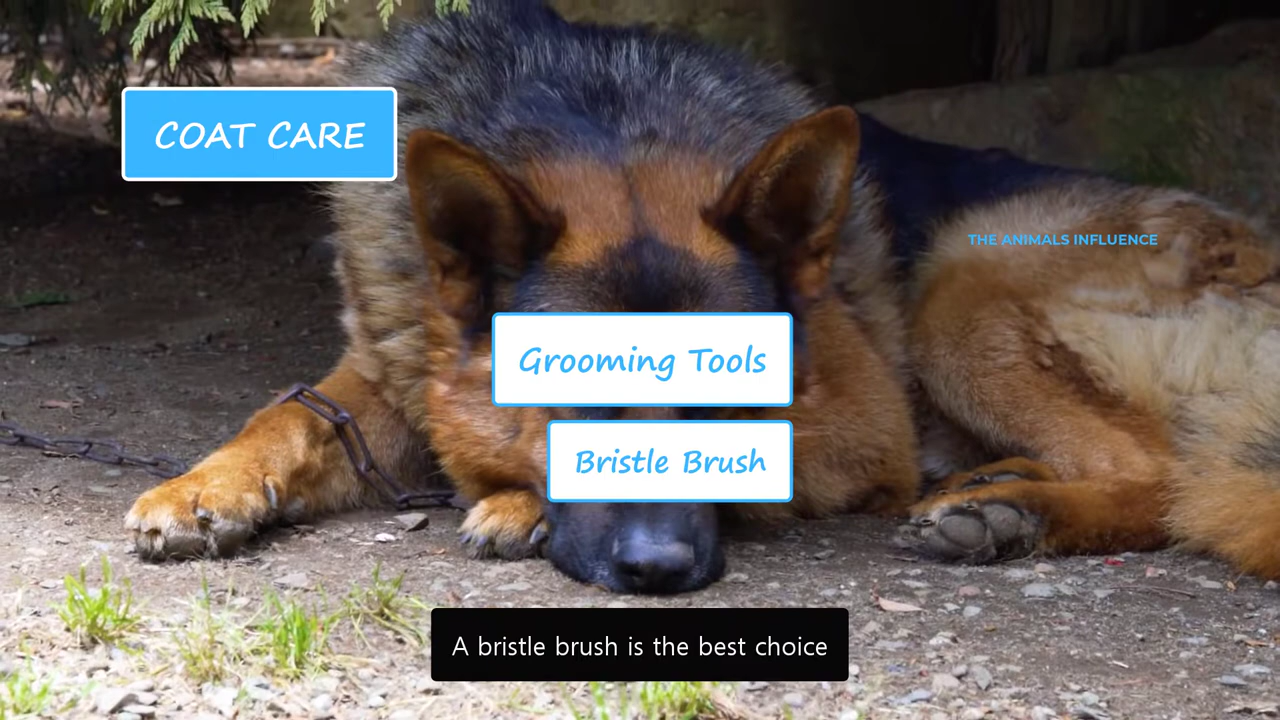 COAT CARE
THE ANIMALS INFLUENCE
Grooming Tools
Bristle Brush
A bristle brush is the best choice